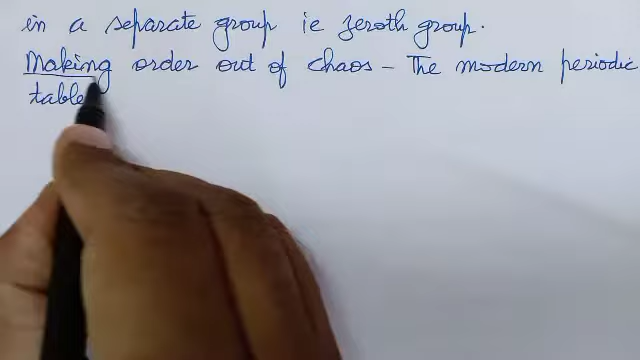 in a separate group ie zeroth group.
Making order out of chaos - The modern periodic
table